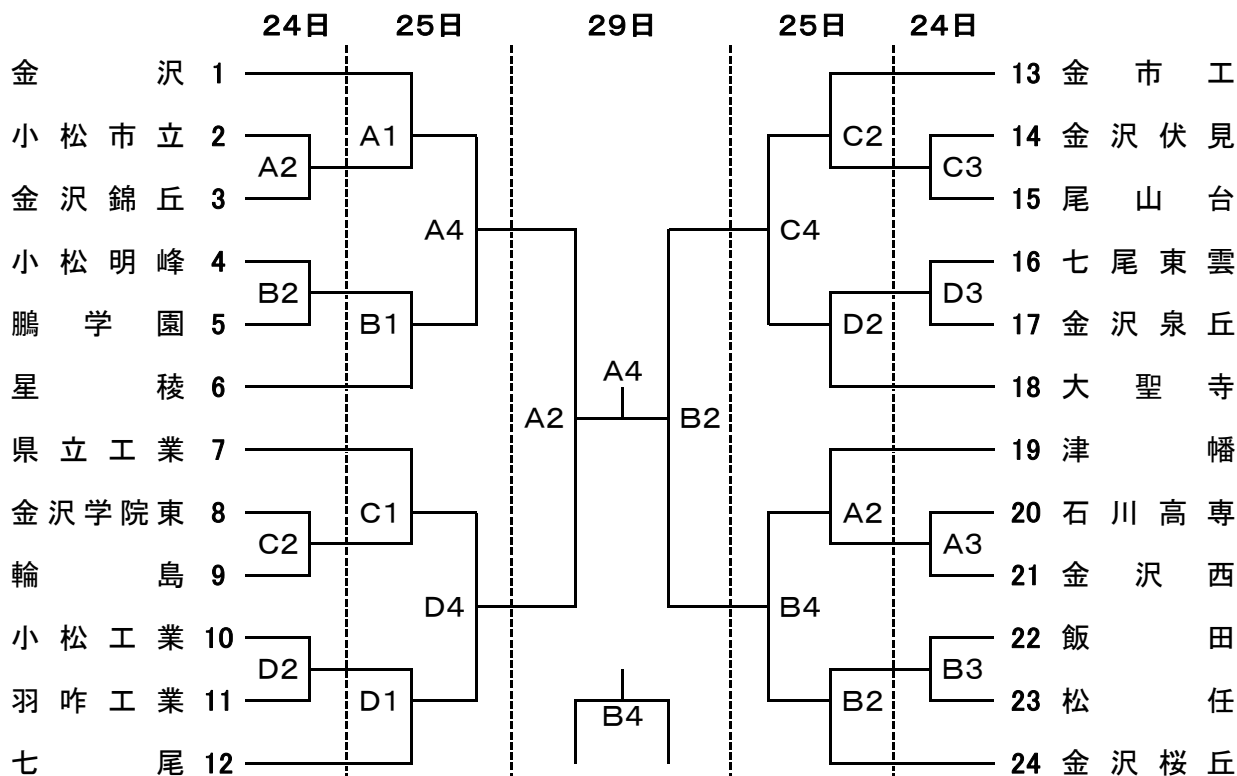 24日 25日 29日 25日 24日
金沢 1 13 金市工
小松市立 2 A1 C2 14 金沢伏見
A2 C3
金沢錦丘 3 15 尾山台
A4 C4
小松明峰 4 16 七尾東雲
B2 D3
鵬学園 5 B1 D2 17 金沢泉丘
A4
星稜 6 18 大聖寺
A2 B2
県立工業 7 19 津幡
金沢学院東 8 C1 A2 20 石川高専
C2 A3
輪島 9 21 金沢西
D4 B4
小松工業 10 22 飯田
D2 B3
羽咋工業 11 D1 B2 23 松任
B4
七尾 12 24 金沢桜丘